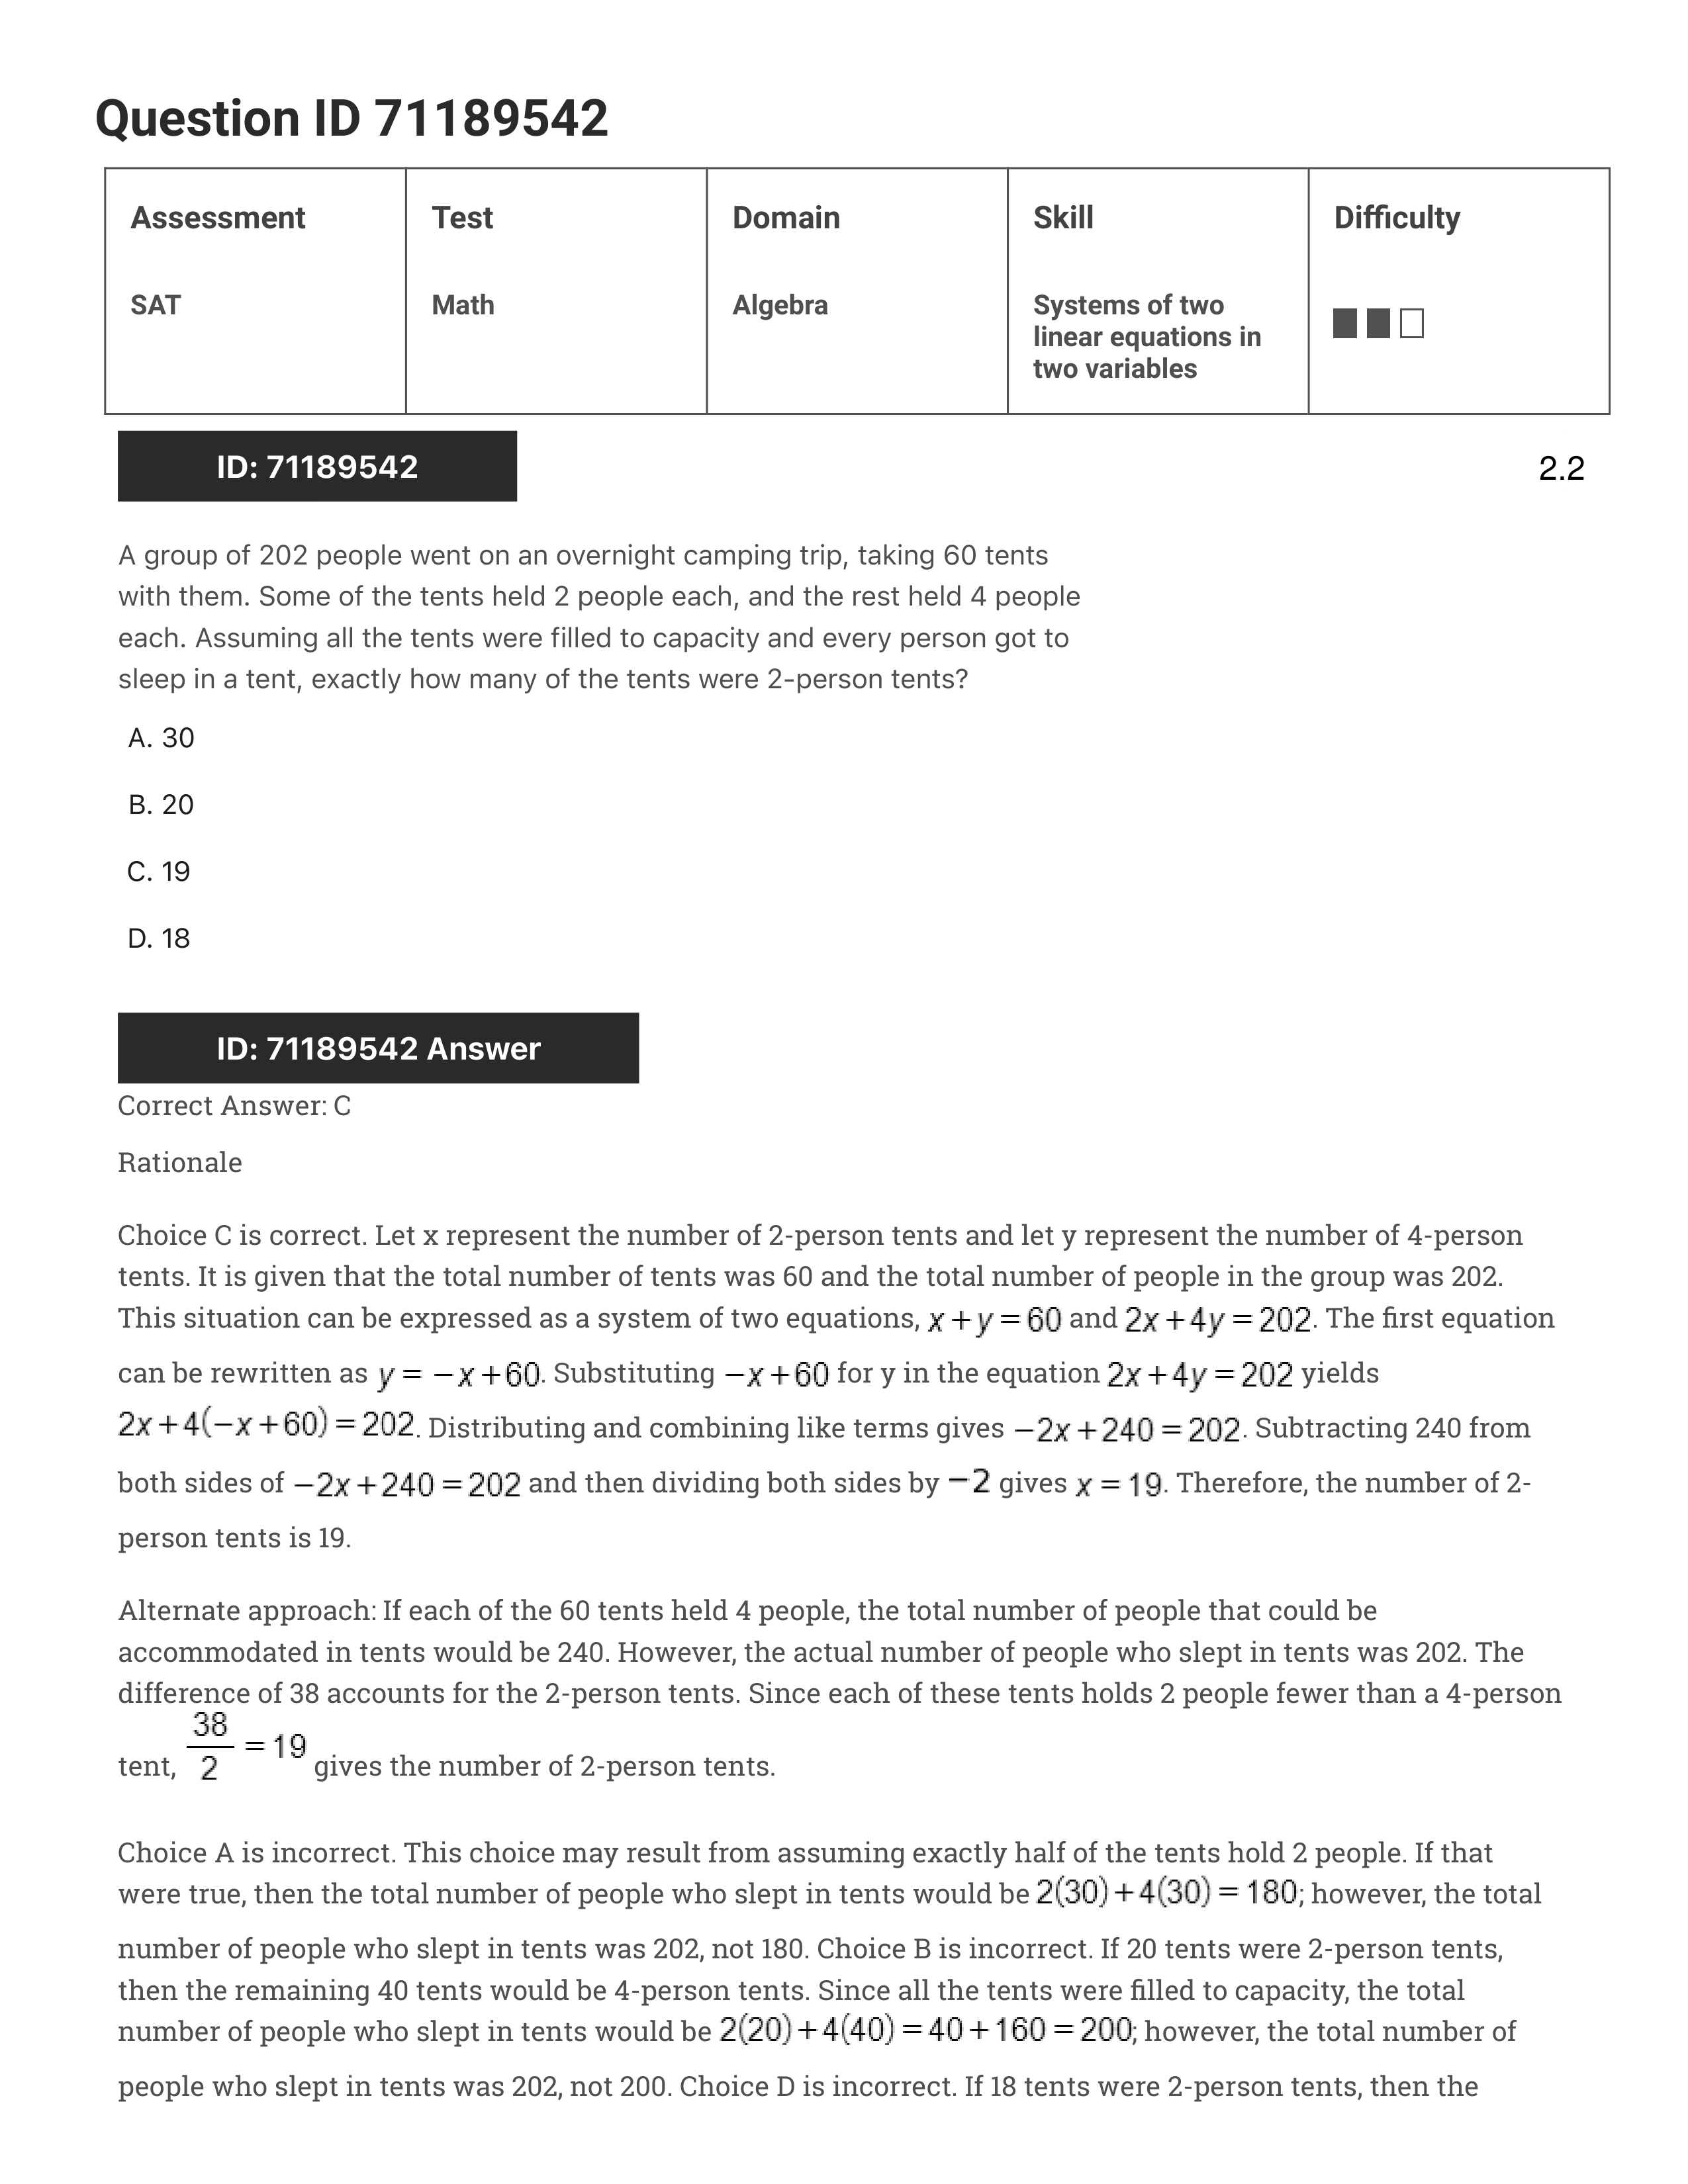 Question ID 71189542
Assessment Test Domain Skill Difficulty
SAT Math Algebra Systems of two
linear equations in
two variables
ID: 71189542
2.2
A group of 202 people went on an overnight camping trip, taking 60 tents
with them. Some of the tents held 2 people each, and the rest held 4 people
each. Assuming all the tents were filled to capacity and every person got to
sleep in a tent, exactly how many of the tents were 2-person tents?
A. 30
B. 20
C. 19
D. 18
ID: 71189542 Answer
Correct Answer: C
Rationale
Choice C is correct. Let x represent the number of 2-person tents and let y represent the number of 4-person
tents. It is given that the total number of tents was 60 and the total number of people in the group was 202.
This situation can be expressed as a system of two equations, x + y = 60 and 2x + 4y = 202. The first equation
can be rewritten as y = −x + 60. Substituting −x + 60 for y in the equation 2x + 4y = 202 yields
2x + 4(−x + 60) = 202. Distributing and combining like terms gives −2x + 240 = 202. Subtracting 240 from
both sides of −2x + 240 = 202 and then dividing both sides by −2 gives x = 19. Therefore, the number of 2-
person tents is 19.
Alternate approach: If each of the 60 tents held 4 people, the total number of people that could be
accommodated in tents would be 240. However, the actual number of people who slept in tents was 202. The
difference of 38 accounts for the 2-person tents. Since each of these tents holds 2 people fewer than a 4-person
tent, 38/2 = 19 gives the number of 2-person tents.
Choice A is incorrect. This choice may result from assuming exactly half of the tents hold 2 people. If that
were true, then the total number of people who slept in tents would be 2(30) + 4(30) = 180; however, the total
number of people who slept in tents was 202, not 180. Choice B is incorrect. If 20 tents were 2-person tents,
then the remaining 40 tents would be 4-person tents. Since all the tents were filled to capacity, the total
number of people who slept in tents would be 2(20) + 4(40) = 40 + 160 = 200; however, the total number of
people who slept in tents was 202, not 200. Choice D is incorrect. If 18 tents were 2-person tents, then the